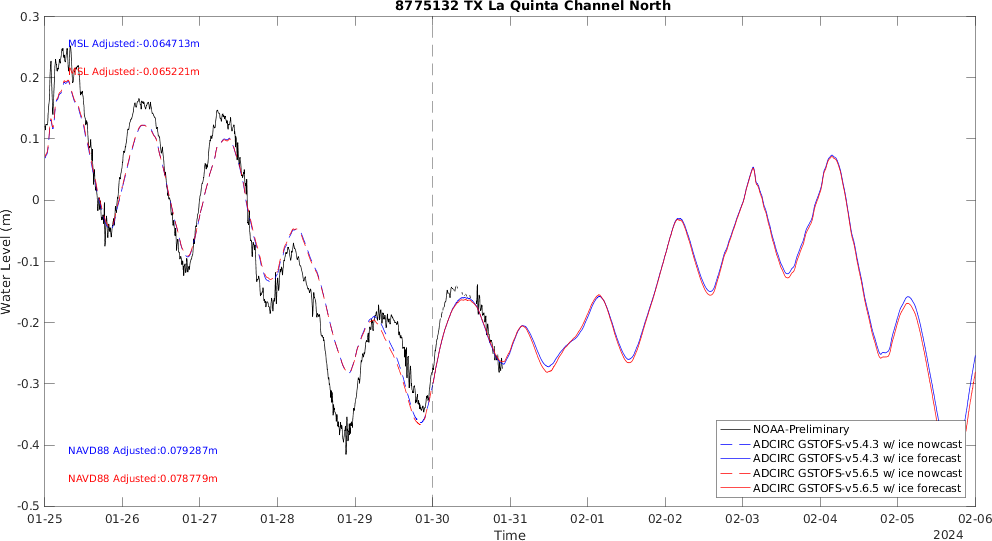 8775132 TX La Quinta Channel North
0.3
MSL Adjusted:-0.064713m
MSL Adjusted:-0.065221m
0.2
0.1
0
-0.1
-0.2
-0.3
-0.4
-0.5
Water Level (m)
NAVD88 Adjusted:0.079287m
NAVD88 Adjusted:0.078779m
NOAA-Preliminary
ADCIRC GSTOFS-v5.4.3 w/ ice nowcast
ADCIRC GSTOFS-v5.4.3 w/ ice forecast
ADCIRC GSTOFS-v5.6.5 w/ ice nowcast
ADCIRC GSTOFS-v5.6.5 w/ ice forecast
01-25 01-26 01-27 01-28 01-29 01-30 01-31 02-01 02-02 02-03 02-04 02-05 02-06
Time
2024